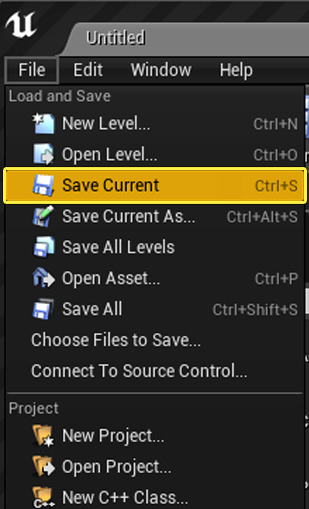 Untitled
File Edit Window Help
Load and Save
New Level... Ctrl+N
Open Level... Ctrl+O
Save Current Ctrl+S
Save Current As... Ctrl+Alt+S
Save All Levels
Open Asset... Ctrl+P
Save All Ctrl+Shift+S
Choose Files to Save...
Connect To Source Control...
Project
New Project...
Open Project...
New C++ Class...